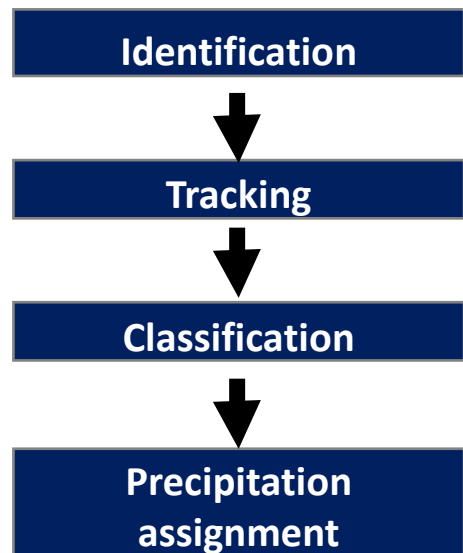 Identification
Tracking
Classification
Precipitation
assignment